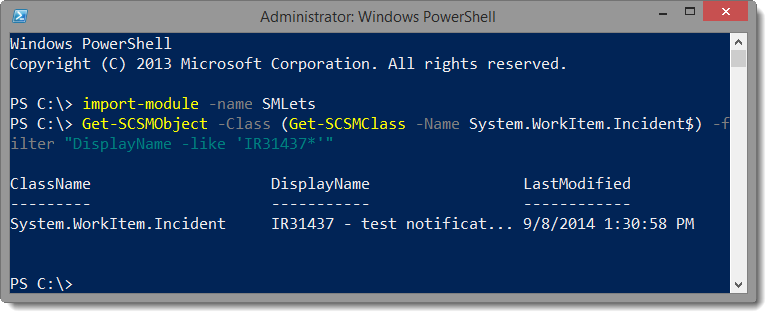 Administrator: Windows PowerShell
Windows PowerShell
Copyright (C) 2013 Microsoft Corporation. All rights reserved.
PS C:\> import-module -name SMLets
PS C:\> Get-SCSMObject -Class (Get-SCSMClass -Name System.WorkItem.Incident$) -f
ilter "DisplayName -like 'IR31437*'"
ClassName DisplayName LastModified
--------- ----------- ------------
System.WorkItem.Incident IR31437 - test notificat... 9/8/2014 1:30:58 PM
PS C:\>